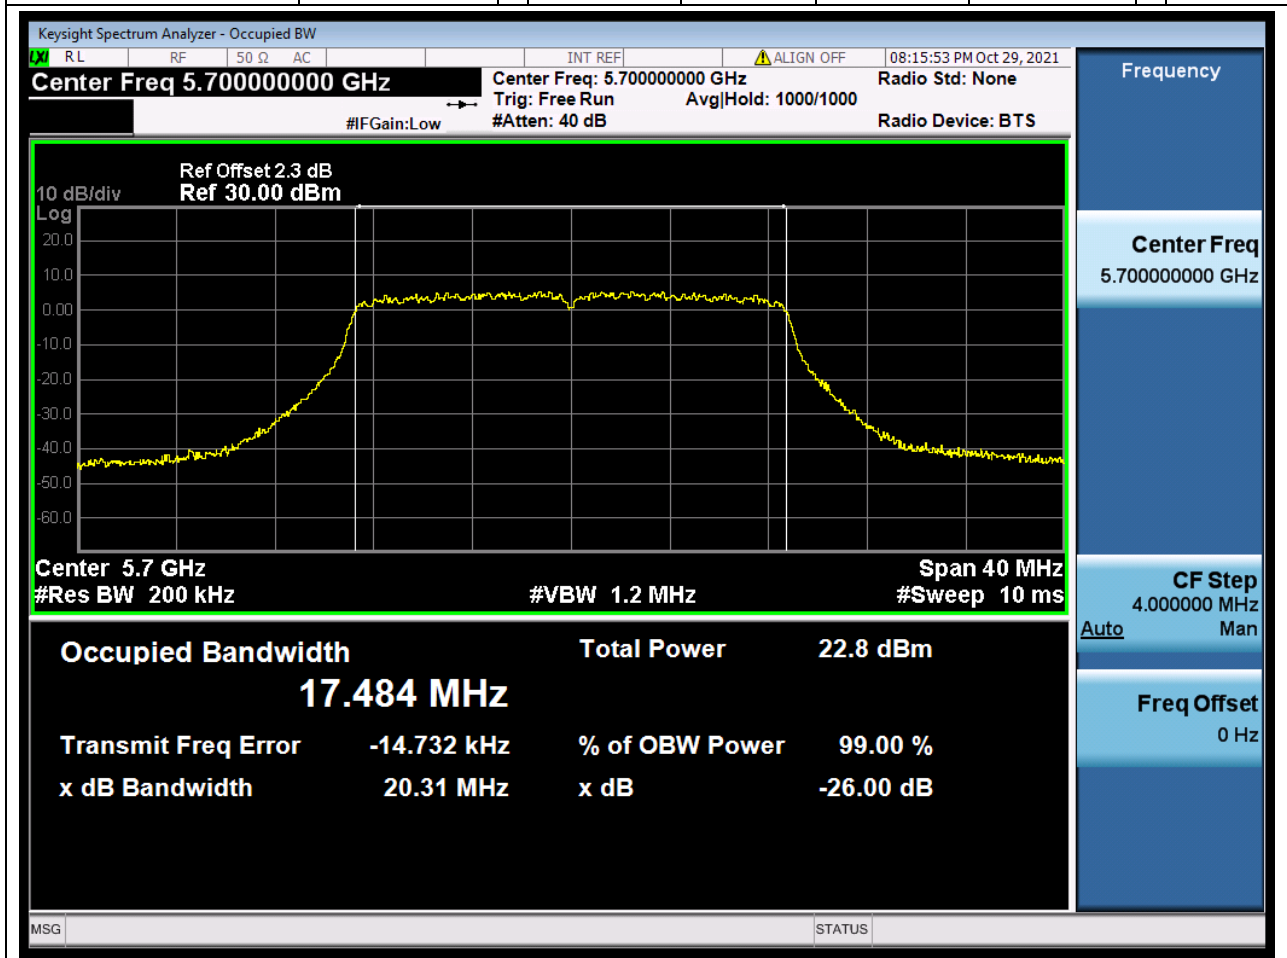 Keysight Spectrum Analyzer - Occupied BW
LXI RL RF 50 Ω AC INT REF ALIGN OFF 08:15:53 PM Oct 29, 2021
Center Freq 5.700000000 GHz
Center Freq: 5.700000000 GHz
Radio Std: None
Trig: Free Run Avg|Hold: 1000/1000
#IFGain:Low #Atten: 40 dB Radio Device: BTS
Frequency
Ref Offset 2.3 dB
10 dB/div Ref 30.00 dBm
Log
20.0
10.0
0.00
-10.0
-20.0
-30.0
-40.0
-50.0
-60.0
Center 5.7 GHz Span 40 MHz
#Res BW 200 kHz #VBW 1.2 MHz #Sweep 10 ms
Occupied Bandwidth Total Power 22.8 dBm
17.484 MHz
Transmit Freq Error -14.732 kHz % of OBW Power 99.00 %
x dB Bandwidth 20.31 MHz x dB -26.00 dB
Center Freq
5.700000000 GHz
CF Step
4.000000 MHz
Auto Man
Freq Offset
0 Hz
MSG STATUS